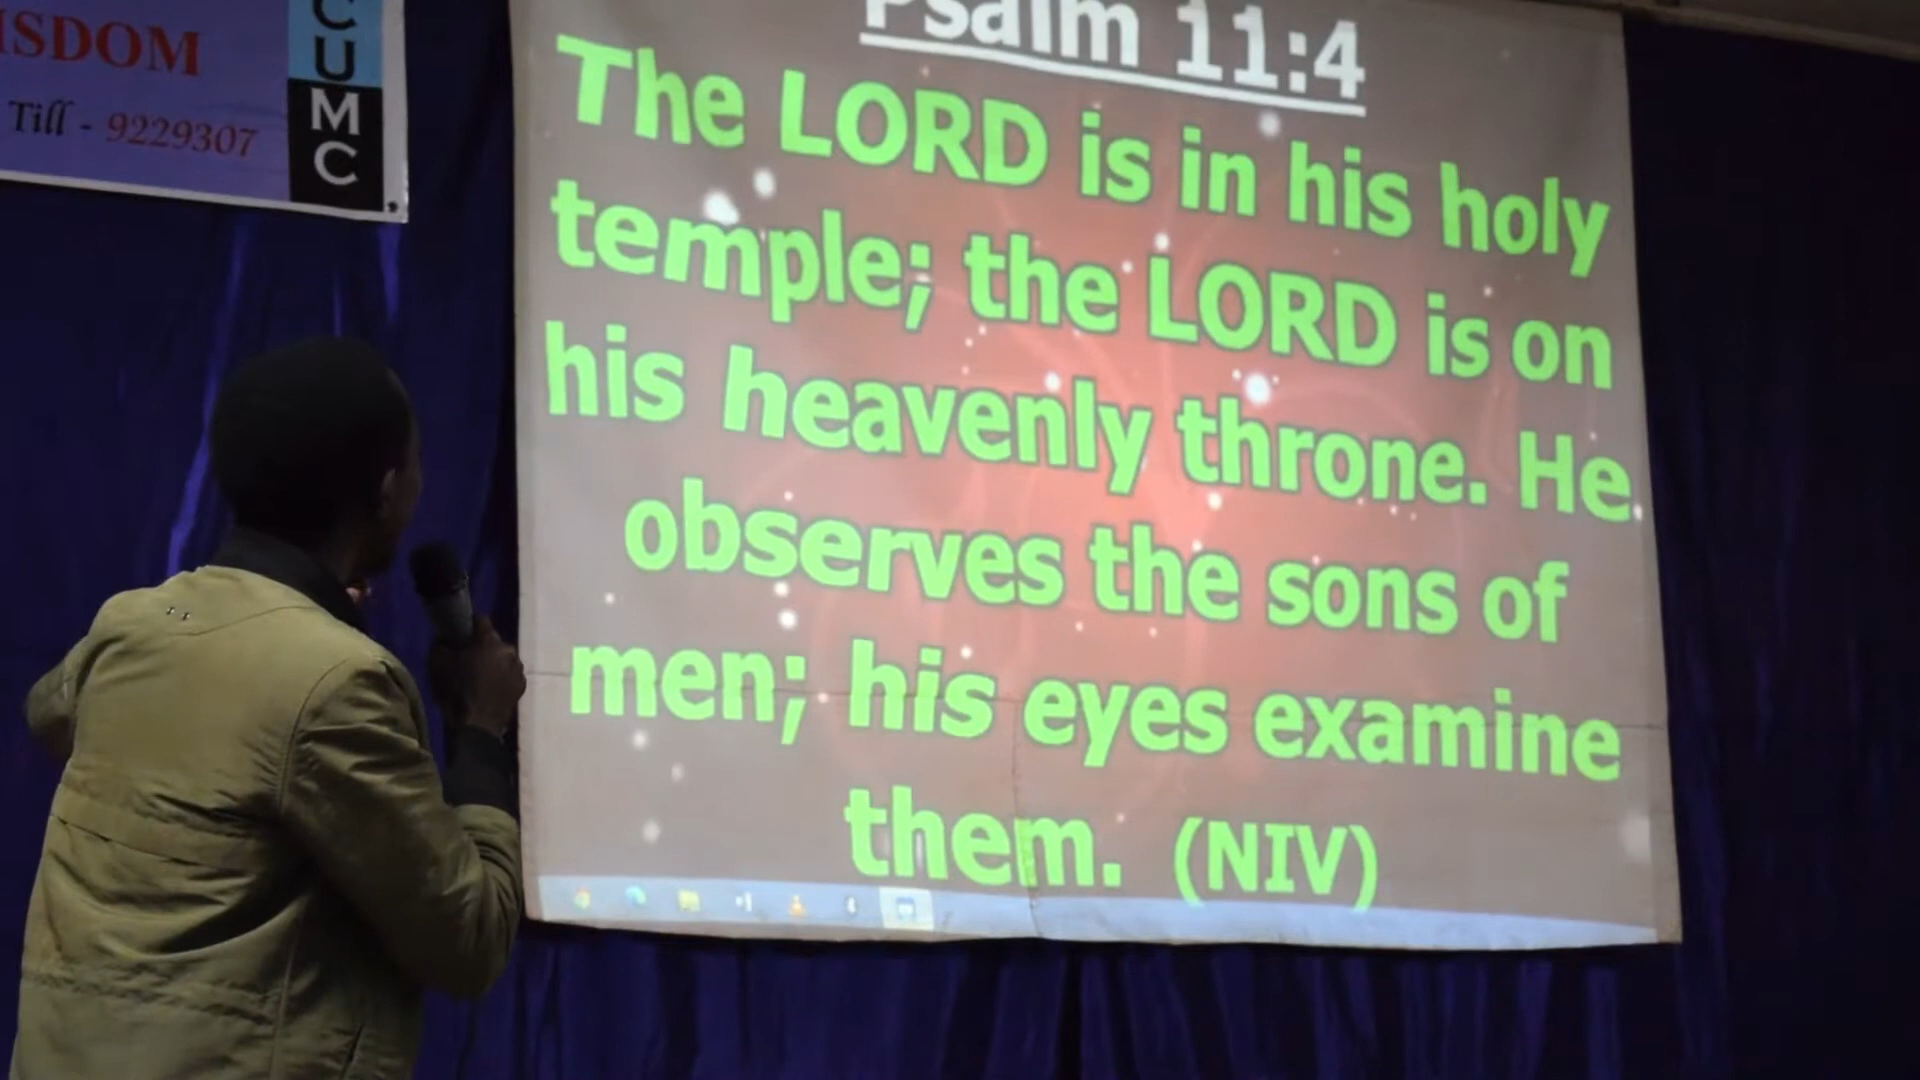 ISDOM
Till - 9229307
C
U
M
C
Psalm 11:4
The LORD is in his holy
temple; the LORD is on
his heavenly throne. He
observes the sons of
men; his eyes examine
them. (NIV)